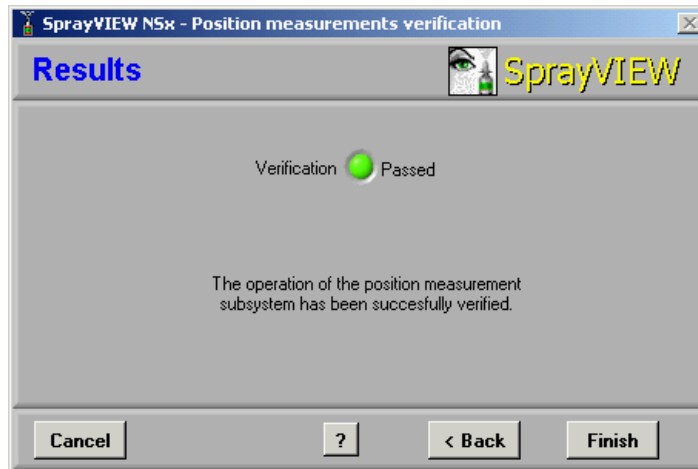 SprayVIEW NSx - Position measurements verification
Results
SprayVIEW
Verification Passed
The operation of the position measurement
subsystem has been succesfully verified.
Cancel ? < Back Finish